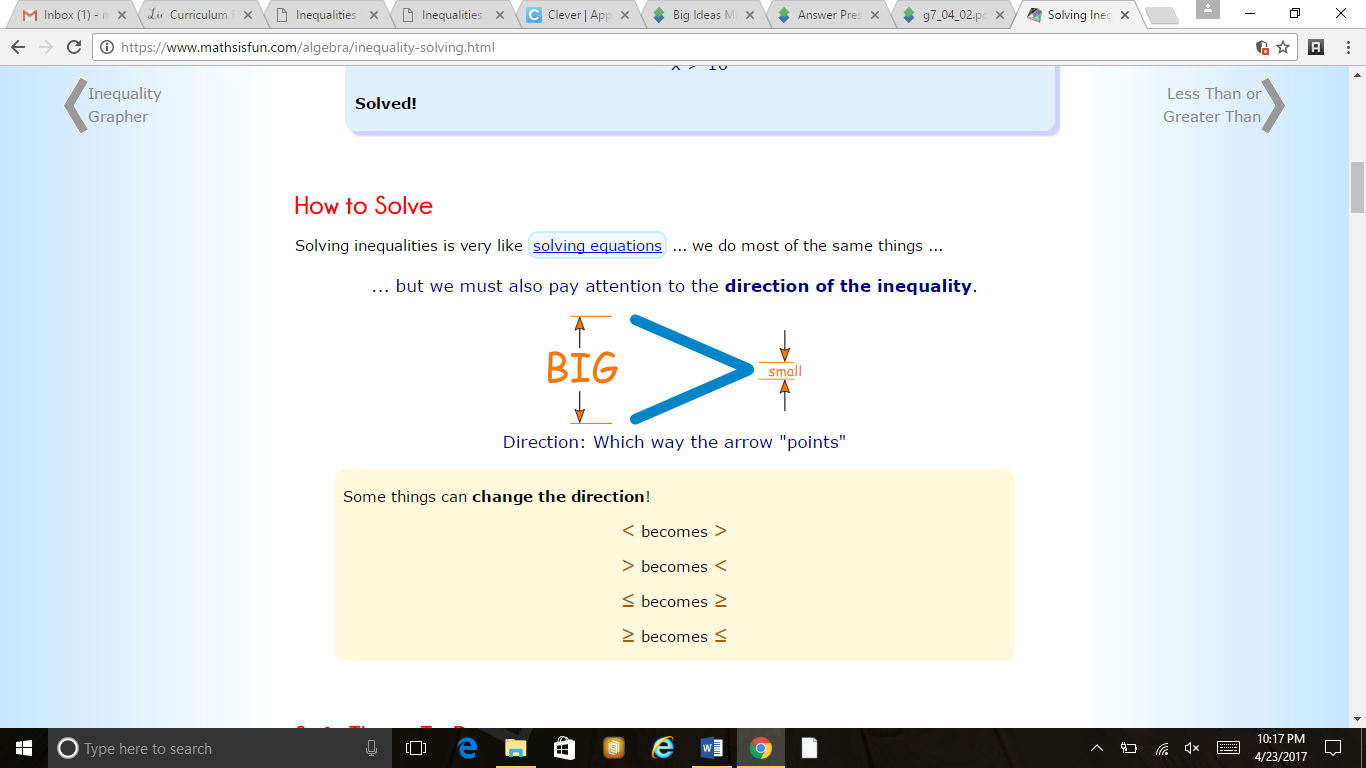 Inbox (1) - m
Liv Curriculum F
Inequalities
Inequalities
Clever | App
Big Ideas M
Answer Pres
g7_04_02.pd
Solving Ineq
https://www.mathsisfun.com/algebra/inequality-solving.html
Inequality
Grapher
Less Than or
Greater Than
Solved!
How to Solve
Solving inequalities is very like solving equations ... we do most of the same things ...
... but we must also pay attention to the direction of the inequality.
BIG
small
Direction: Which way the arrow "points"
Some things can change the direction!
< becomes >
> becomes <
≤ becomes ≥
≥ becomes ≤
Type here to search
10:17 PM
4/23/2017